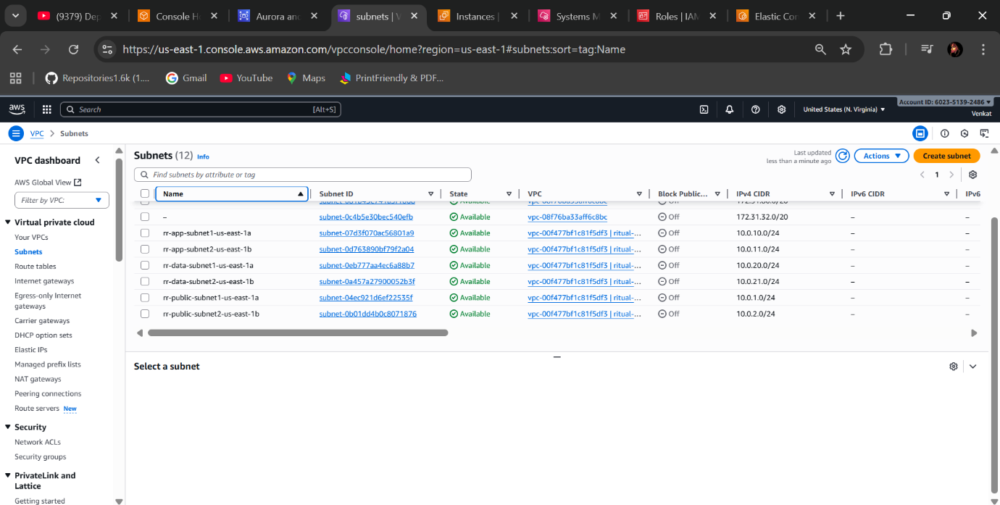 (9379) Dep
Console H
Aurora and
subnets | V
Instances |
Systems M
Roles | IAM
Elastic Con
https://us-east-1.console.aws.amazon.com/vpcconsole/home?region=us-east-1#subnets:sort=tag:Name
Repositories1.6k (1.... Gmail YouTube Maps PrintFriendly & PDF...
aws Search [Alt+S] United States (N. Virginia) Account ID: 6023-5139-2486
Venkat
VPC > Subnets
VPC dashboard
AWS Global View
Filter by VPC:
Virtual private cloud
Your VPCs
Subnets
Route tables
Internet gateways
Egress-only Internet
gateways
Carrier gateways
DHCP option sets
Elastic IPs
Managed prefix lists
NAT gateways
Peering connections
Route servers New
Security
Network ACLs
Security groups
PrivateLink and
Lattice
Getting started
Subnets (12) Info
Last updated
less than a minute ago
Actions
Create subnet
Find subnets by attribute or tag
1
Name Subnet ID State VPC Block Public... IPv4 CIDR IPv6 CIDR IPv6
– subnet-0c4b5e30bec540efb Available vpc-08f76ba33aff6c8bc Off 172.31.32.0/20 – –
rr-app-subnet1-us-east-1a subnet-07d3f070ac56801a9 Available vpc-00f477bf1c81f5df3 | ritual-... Off 10.0.10.0/24 – –
rr-app-subnet2-us-east-1b subnet-0d763890bf79f2a04 Available vpc-00f477bf1c81f5df3 | ritual-... Off 10.0.11.0/24 – –
rr-data-subnet1-us-east-1a subnet-0eb777aa4ec6a88b7 Available vpc-00f477bf1c81f5df3 | ritual-... Off 10.0.20.0/24 – –
rr-data-subnet2-us-east-1b subnet-0a457a27900052b3f Available vpc-00f477bf1c81f5df3 | ritual-... Off 10.0.21.0/24 – –
rr-public-subnet1-us-east-1a subnet-04ec921d6ef22535f Available vpc-00f477bf1c81f5df3 | ritual-... Off 10.0.1.0/24 – –
rr-public-subnet2-us-east-1b subnet-0b01dd4b0c8071876 Available vpc-00f477bf1c81f5df3 | ritual-... Off 10.0.2.0/24 – –
Select a subnet